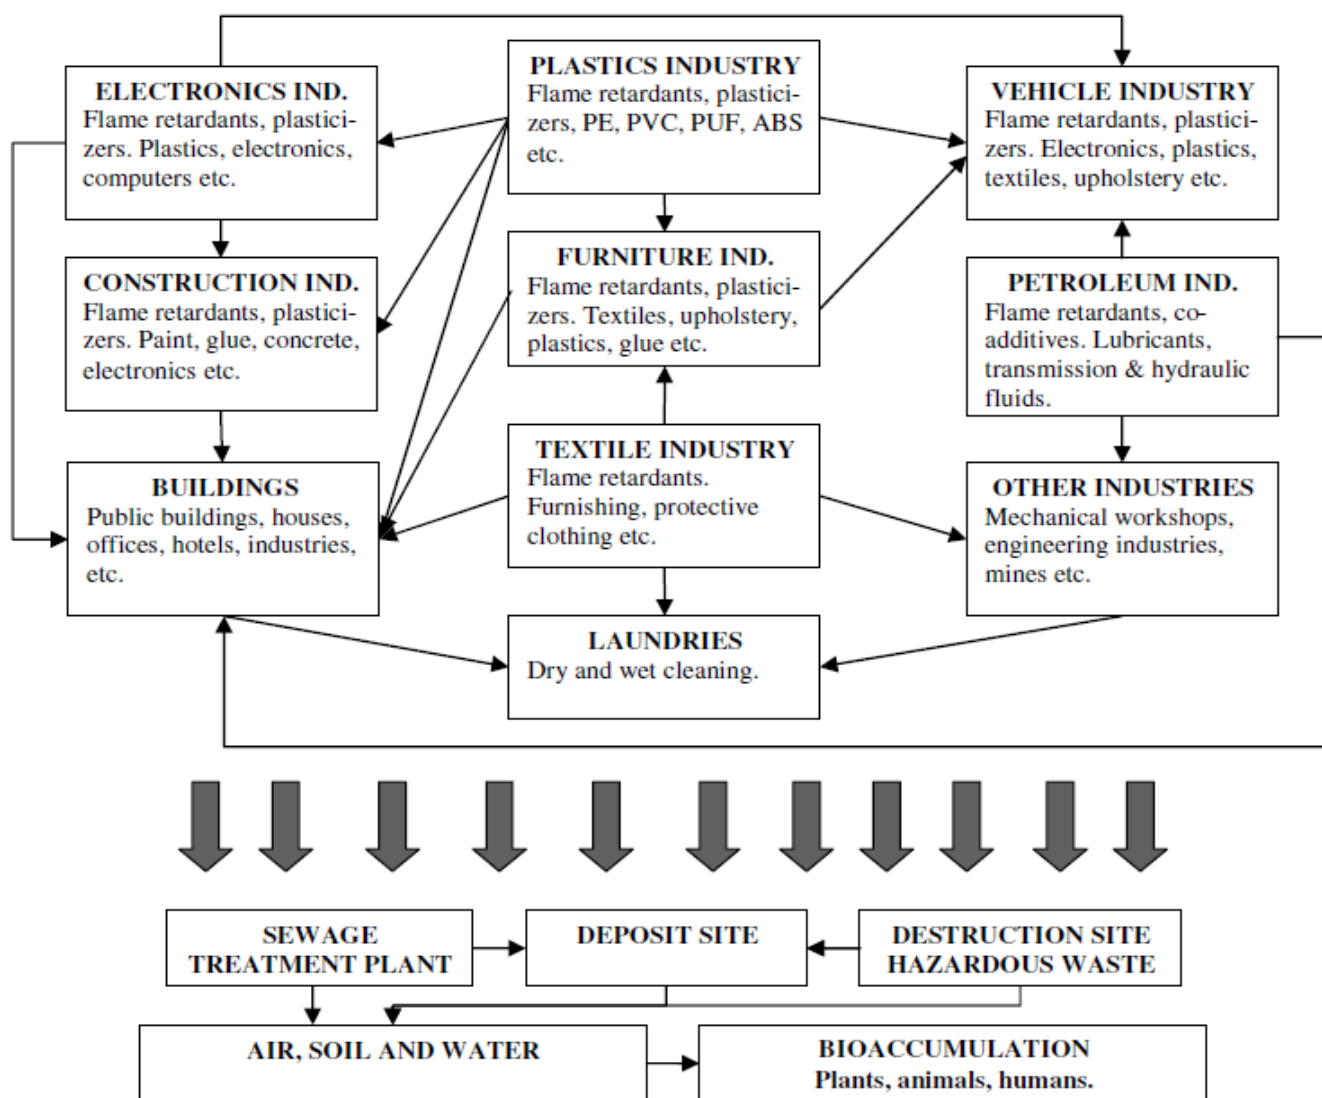 ELECTRONICS IND.
Flame retardants, plastici-
zers. Plastics, electronics,
computers etc.
PLASTICS INDUSTRY
Flame retardants, plastici-
zers, PE, PVC, PUF, ABS
etc.
VEHICLE INDUSTRY
Flame retardants, plastici-
zers. Electronics, plastics,
textiles, upholstery etc.
CONSTRUCTION IND.
Flame retardants, plastici-
zers. Paint, glue, concrete,
electronics etc.
FURNITURE IND.
Flame retardants, plastici-
zers. Textiles, upholstery,
plastics, glue etc.
PETROLEUM IND.
Flame retardants, co-
additives. Lubricants,
transmission & hydraulic
fluids.
BUILDINGS
Public buildings, houses,
offices, hotels, industries,
etc.
TEXTILE INDUSTRY
Flame retardants.
Furnishing, protective
clothing etc.
OTHER INDUSTRIES
Mechanical workshops,
engineering industries,
mines etc.
LAUNDRIES
Dry and wet cleaning.
SEWAGE
TREATMENT PLANT
DEPOSIT SITE
DESTRUCTION SITE
HAZARDOUS WASTE
AIR, SOIL AND WATER
BIOACCUMULATION
Plants, animals, humans.